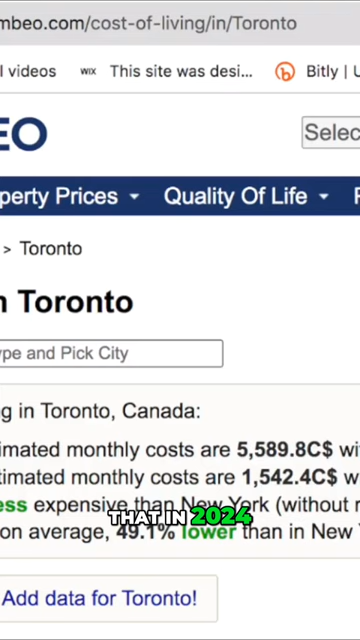 mbeo.com/cost-of-living/in/Toronto
l videos WIX This site was desi... Bitly | L
EO
Selec
perty Prices Quality Of Life
> Toronto
n Toronto
ype and Pick City
g in Toronto, Canada:
imated monthly costs are 5,589.8C$ wi
timated monthly costs are 1,542.4C$ w
ess expensive than New York (without r
THAT IN 2024
on average, 49.1% lower than in New
Add data for Toronto!